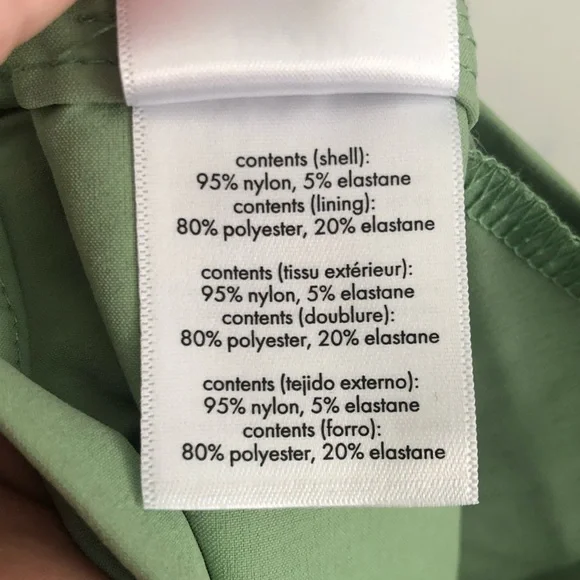 contents (shell):
95% nylon, 5% elastane
contents (lining):
80% polyester, 20% elastane
contents (tissu extérieur):
95% nylon, 5% elastane
contents (doublure):
80% polyester, 20% elastane
contents (tejido externo):
95% nylon, 5% elastane
contents (forro):
80% polyester, 20% elastane